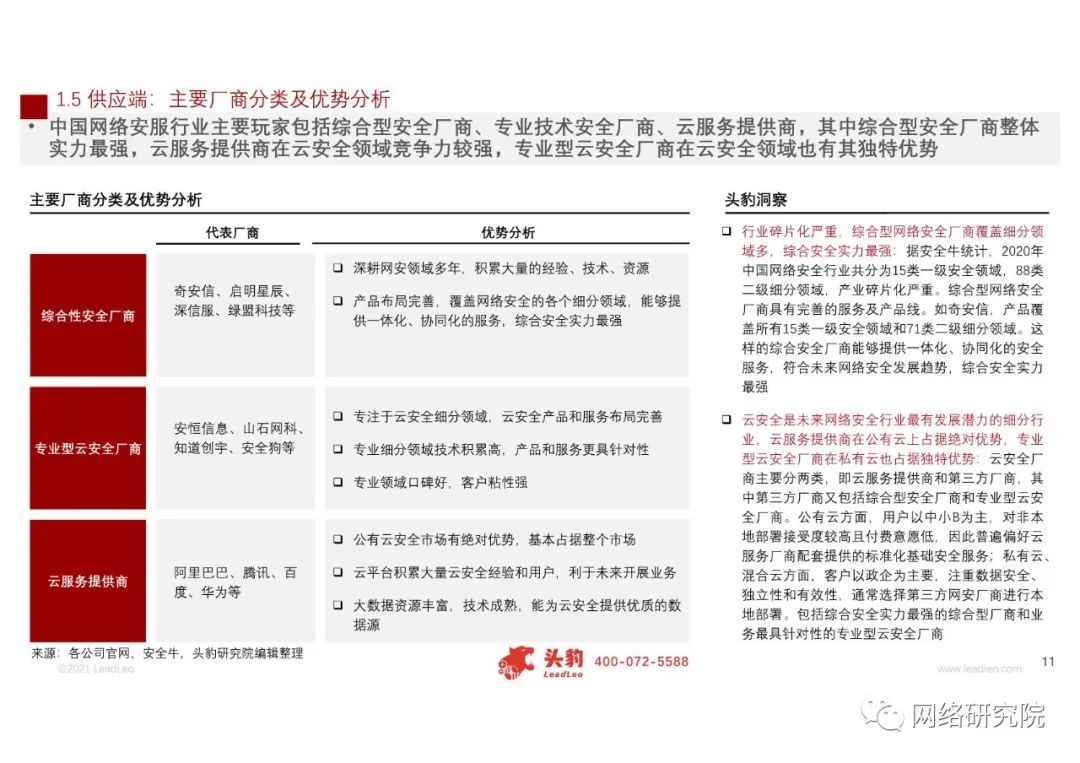 1.5 供应端：主要厂商分类及优势分析
• 中国网络安服行业主要玩家包括综合型安全厂商、专业技术安全厂商、云服务提供商，其中综合型安全厂商整体
实力最强，云服务提供商在云安全领域竞争力较强，专业型云安全厂商在云安全领域也有其独特优势
主要厂商分类及优势分析
代表厂商
优势分析
综合性安全厂商
奇安信、启明星辰、
深信服、绿盟科技等
深耕网安领域多年，积累大量的经验、技术、资源
产品布局完善，覆盖网络安全的各个细分领域，能够提
供一体化、协同化的服务，综合安全实力最强
专业型云安全厂商
安恒信息、山石网科、
知道创宇、安全狗等
专注于云安全细分领域，云安全产品和服务布局完善
专业细分领域技术积累高，产品和服务更具针对性
专业领域口碑好，客户粘性强
云服务提供商
阿里巴巴、腾讯、百
度、华为等
公有云安全市场有绝对优势，基本占据整个市场
云平台积累大量云安全经验和用户，利于未来开展业务
大数据资源丰富，技术成熟，能为云安全提供优质的数
据源
头豹洞察
行业碎片化严重，综合型网络安全厂商覆盖细分领
域多，综合安全实力最强：据安全牛统计，2020年
中国网络安全行业共分为15类一级安全领域，88类
二级细分领域，产业碎片化严重。综合型网络安全
厂商具有完善的服务及产品线。如奇安信，产品覆
盖所有15类一级安全领域和71类二级细分领域。这
样的综合安全厂商能够提供一体化、协同化的安全
服务，符合未来网络安全发展趋势，综合安全实力
最强
云安全是未来网络安全行业最有发展潜力的细分行
业，云服务提供商在公有云上占据绝对优势，专业
型云安全厂商在私有云也占据独特优势：云安全厂
商主要分两类，即云服务提供商和第三方厂商，其
中第三方厂商又包括综合型安全厂商和专业型云安
全厂商。公有云方面，用户以中小B为主，对非本
地部署接受度较高且付费意愿低，因此普遍偏好云
服务厂商配套提供的标准化基础安全服务；私有云、
混合云方面，客户以政企为主要，注重数据安全、
独立性和有效性，通常选择第三方网安厂商进行本
地部署。包括综合安全实力最强的综合型厂商和业
务最具针对性的专业型云安全厂商
来源：各公司官网，安全牛，头豹研究院编辑整理
©2021 LeadLeo
头豹
LeadLeo
400-072-5588
www.leadleo.com
11
网络研究院